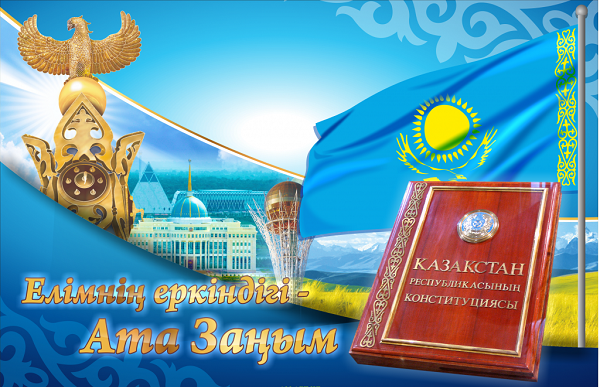 Елімнің еркіндігі -
Ата Заңым
ҚАЗАҚСТАН
РЕСПУБЛИКАСЫНЫҢ
КОНСТИТУЦИЯСЫ